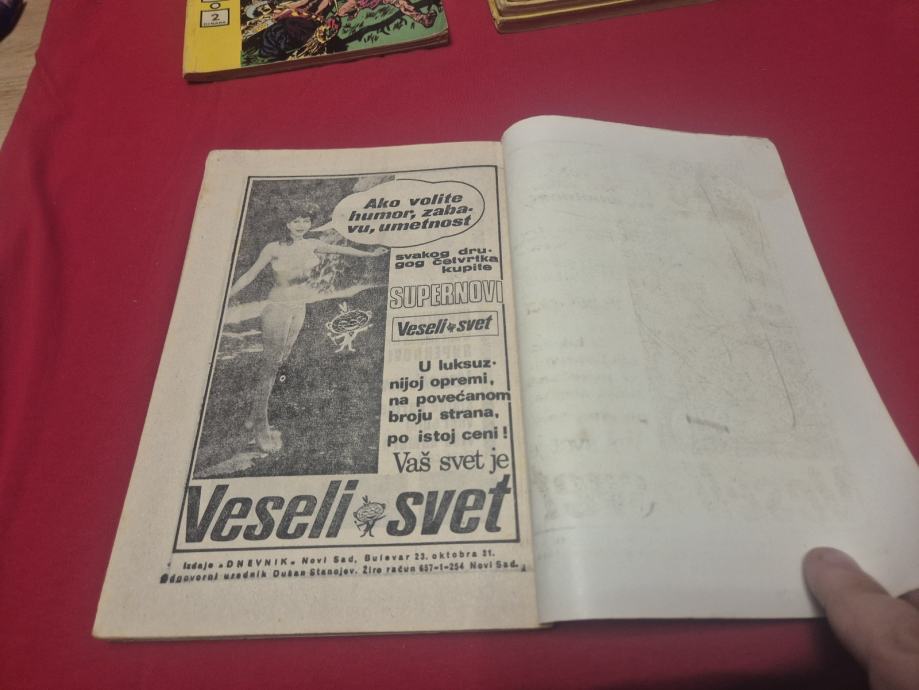 2
DINARA
Ako volite
humor, zaba-
vu, umetnost
svakog dru-
gog četvrtka
kupite
SUPERNOVI
Veseli svet
U luksuz-
nijoj opremi,
na povećanom
broju strana,
po istoj ceni!
Vaš svet je
Veseli svet
Izdaje »DNEVNIK« Novi Sad, Bulevar 23. oktobra 31.
Odgovorni urednik Dušan Stanojev. Žiro račun 657-1-254 Novi Sad.